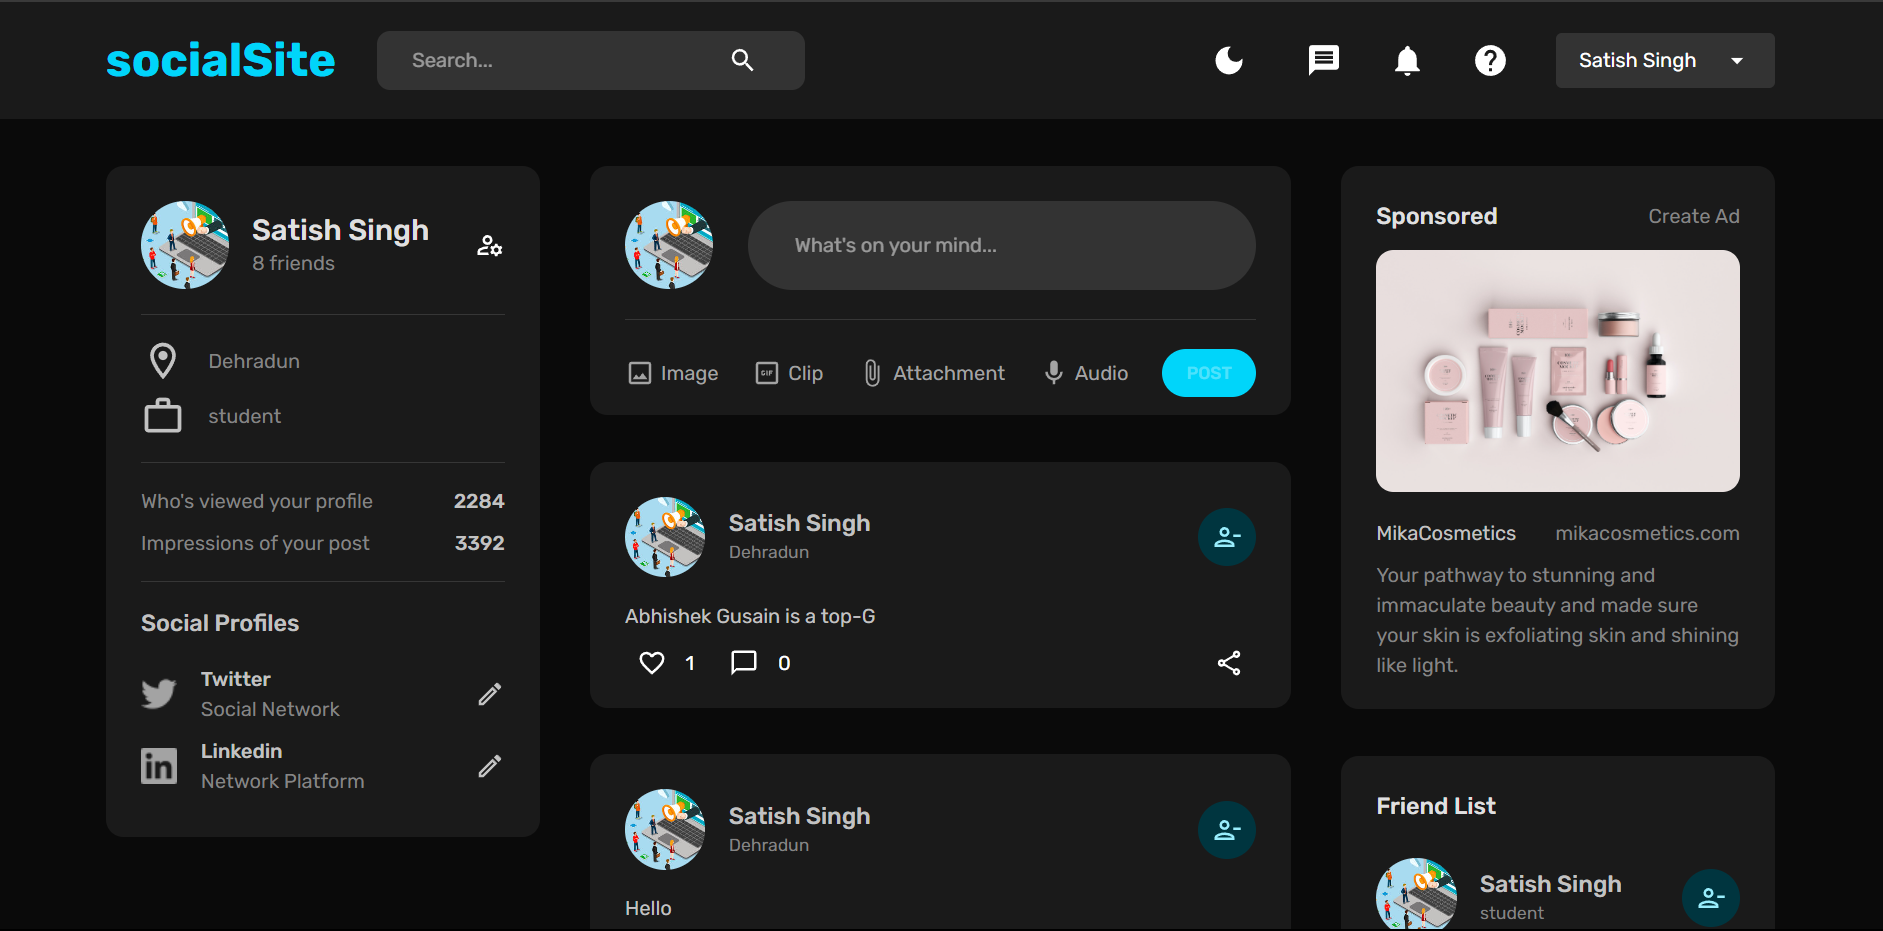 socialSite
Search...
Satish Singh
Satish Singh
8 friends
Dehradun
student
Who's viewed your profile 2284
Impressions of your post 3392
Social Profiles
Twitter
Social Network
Linkedin
Network Platform
What's on your mind...
Image
GIF Clip
Attachment
Audio
POST
Satish Singh
Dehradun
Abhishek Gusain is a top-G
1
0
Satish Singh
Dehradun
Hello
Sponsored
Create Ad
MikaCosmetics
mikacosmetics.com
Your pathway to stunning and
immaculate beauty and made sure
your skin is exfoliating skin and shining
like light.
Friend List
Satish Singh
student